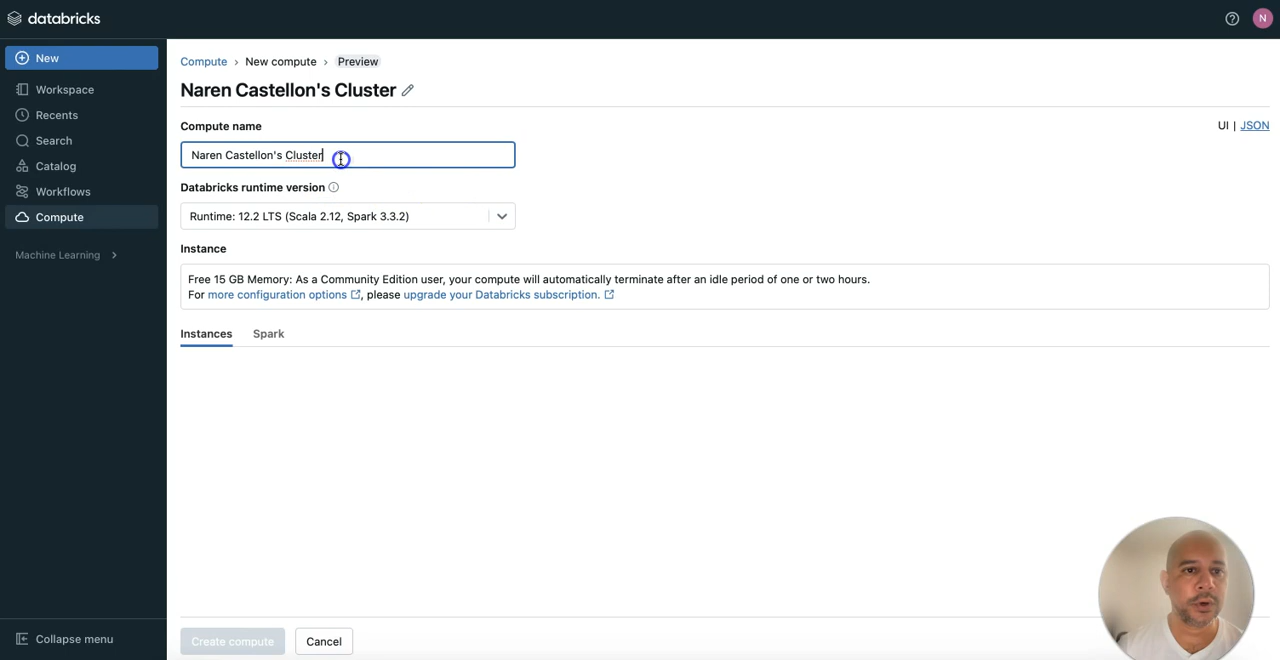 databricks
N
New
Workspace
Recents
Search
Catalog
Workflows
Compute
Machine Learning
Collapse menu
Compute › New compute › Preview
Naren Castellon's Cluster
UI | JSON
Compute name
Naren Castellon's Cluster
Databricks runtime version
Runtime: 12.2 LTS (Scala 2.12, Spark 3.3.2)
Instance
Free 15 GB Memory: As a Community Edition user, your compute will automatically terminate after an idle period of one or two hours.
For more configuration options, please upgrade your Databricks subscription.
Instances Spark
Create compute Cancel